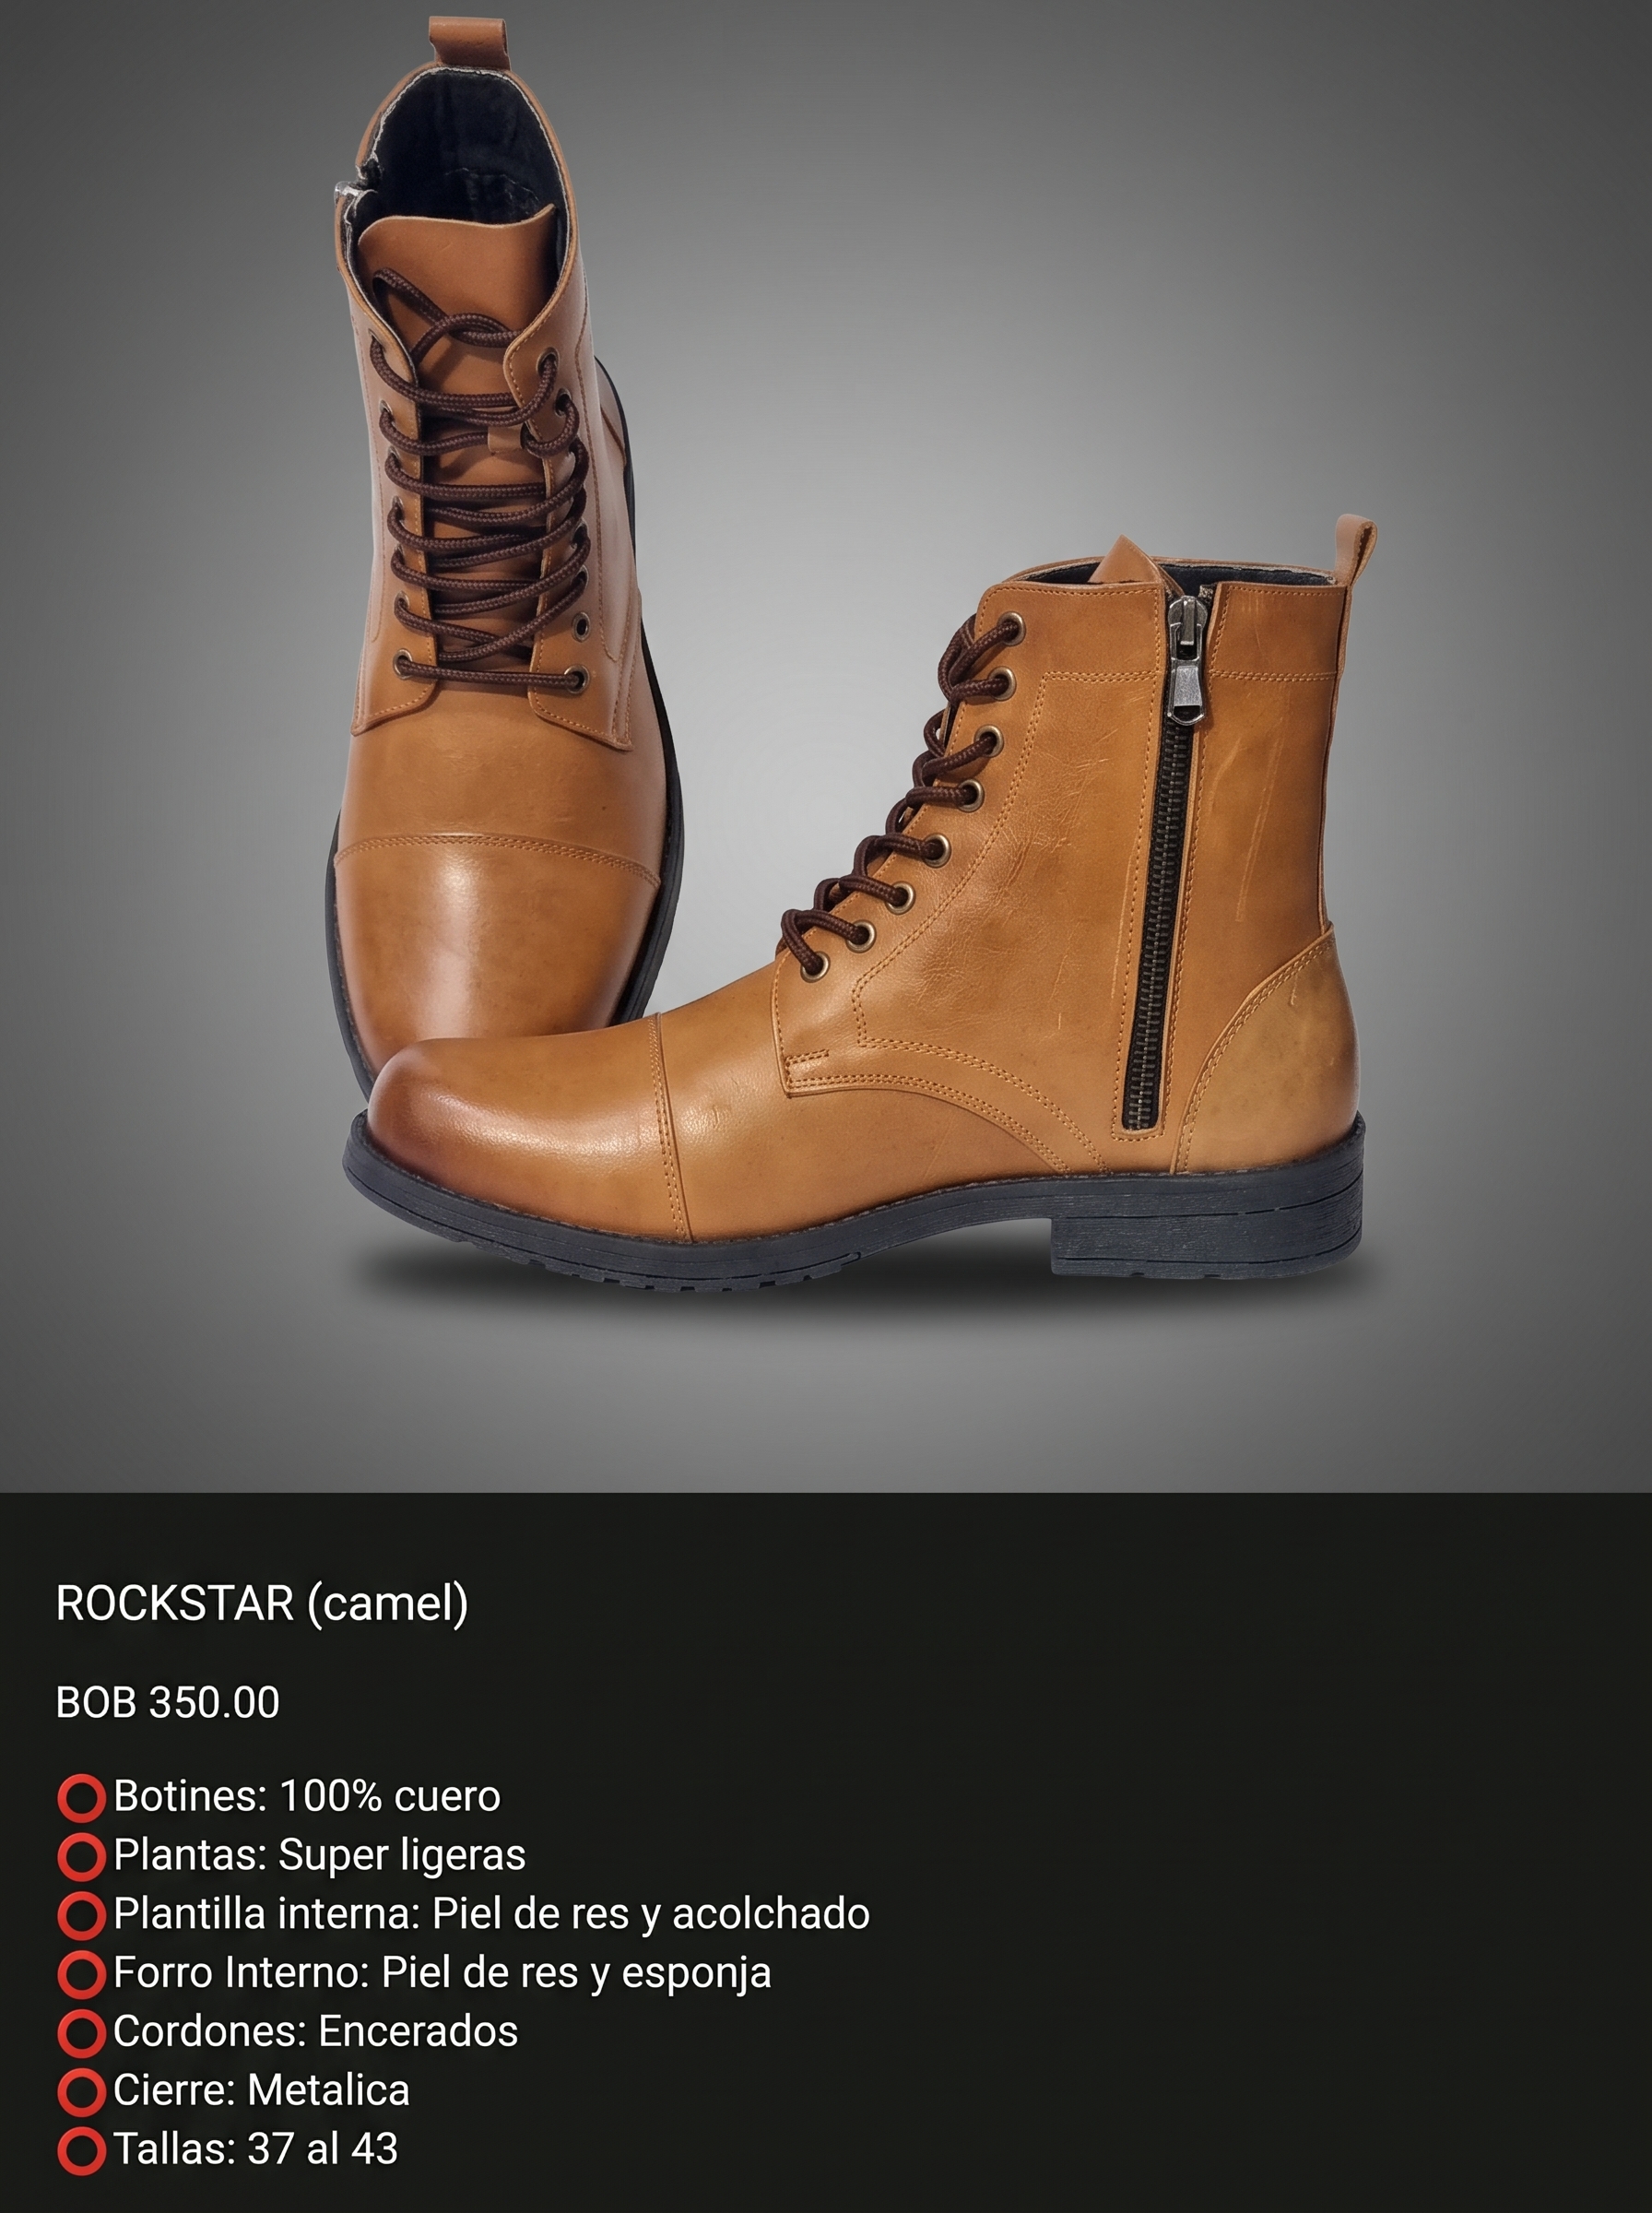 ROCKSTAR (camel)
BOB 350.00
⭕Botines: 100% cuero
⭕Plantas: Super ligeras
⭕Plantilla interna: Piel de res y acolchado
⭕Forro Interno: Piel de res y esponja
⭕Cordones: Encerados
⭕Cierre: Metalica
⭕Tallas: 37 al 43